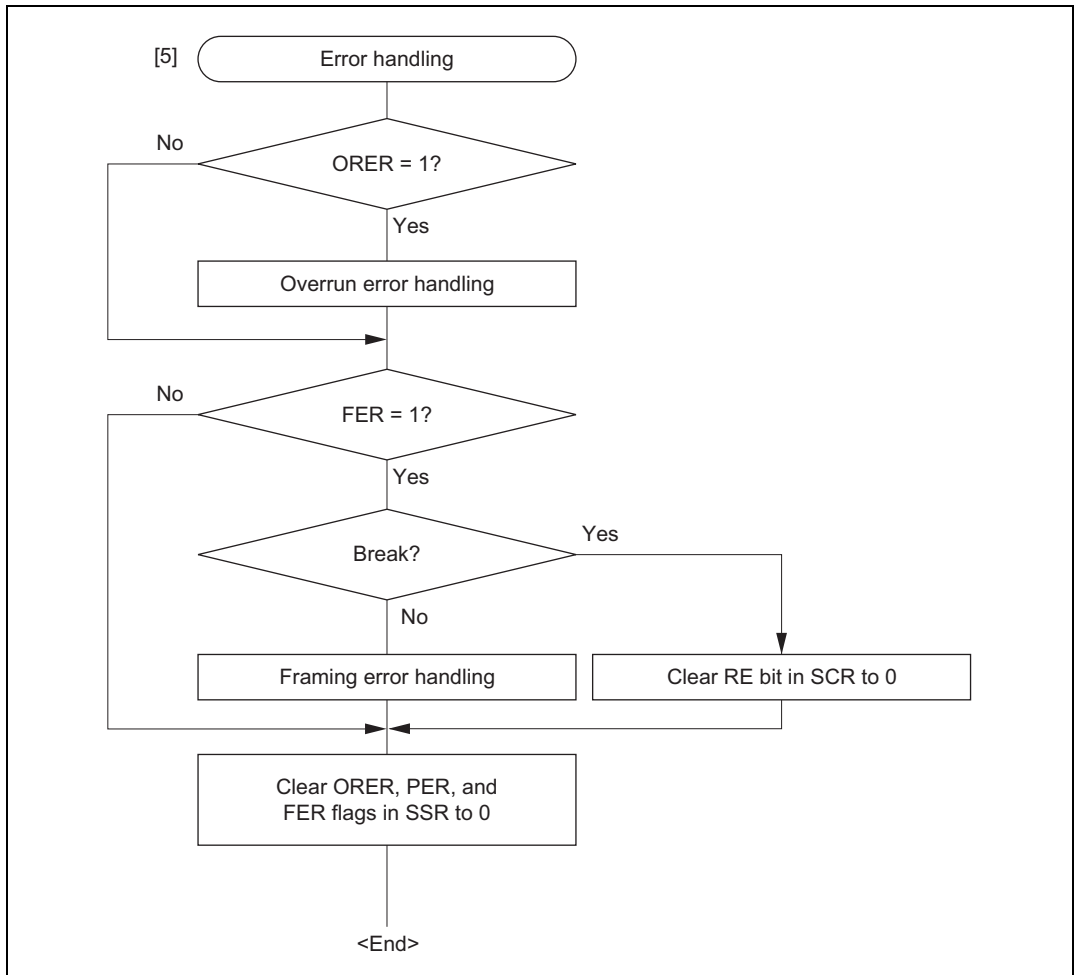 [5]
Error handling
No
ORER = 1?
Yes
Overrun error handling
No
FER = 1?
Yes
Break?
Yes
No
Framing error handling
Clear RE bit in SCR to 0
Clear ORER, PER, and
FER flags in SSR to 0
<End>